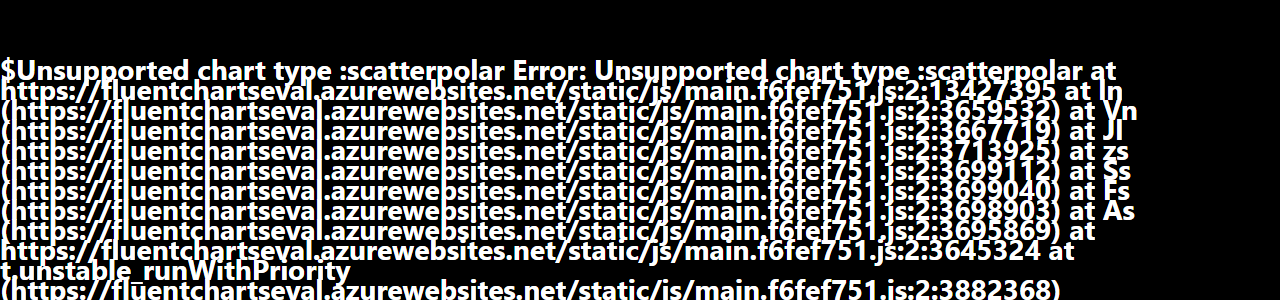 $Unsupported chart type :scatterpolar Error: Unsupported chart type :scatterpolar at
https://fluentchartseval.azurewebsites.net/static/js/main.f6fef751.js:2:13427395 at ln
(https://fluentchartseval.azurewebsites.net/static/js/main.f6fef751.js:2:3659532) at Vn
(https://fluentchartseval.azurewebsites.net/static/js/main.f6fef751.js:2:3667719) at Jl
(https://fluentchartseval.azurewebsites.net/static/js/main.f6fef751.js:2:3713925) at zs
(https://fluentchartseval.azurewebsites.net/static/js/main.f6fef751.js:2:3699112) at Ss
(https://fluentchartseval.azurewebsites.net/static/js/main.f6fef751.js:2:3699040) at Fs
(https://fluentchartseval.azurewebsites.net/static/js/main.f6fef751.js:2:3698903) at As
(https://fluentchartseval.azurewebsites.net/static/js/main.f6fef751.js:2:3695869) at
https://fluentchartseval.azurewebsites.net/static/js/main.f6fef751.js:2:3645324 at
t.unstable_runWithPriority
(https://fluentchartseval.azurewebsites.net/static/js/main.f6fef751.js:2:3882368)